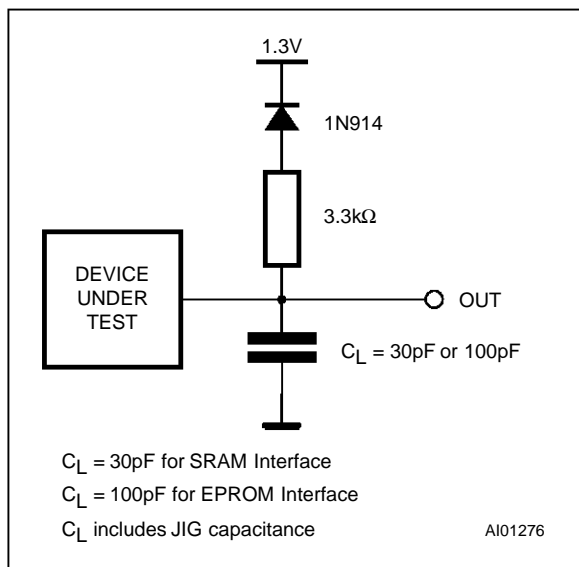 1.3V
1N914
3.3kΩ
DEVICE
UNDER
TEST
OUT
CL = 30pF or 100pF
CL = 30pF for SRAM Interface
CL = 100pF for EPROM Interface
CL includes JIG capacitance
AI01276